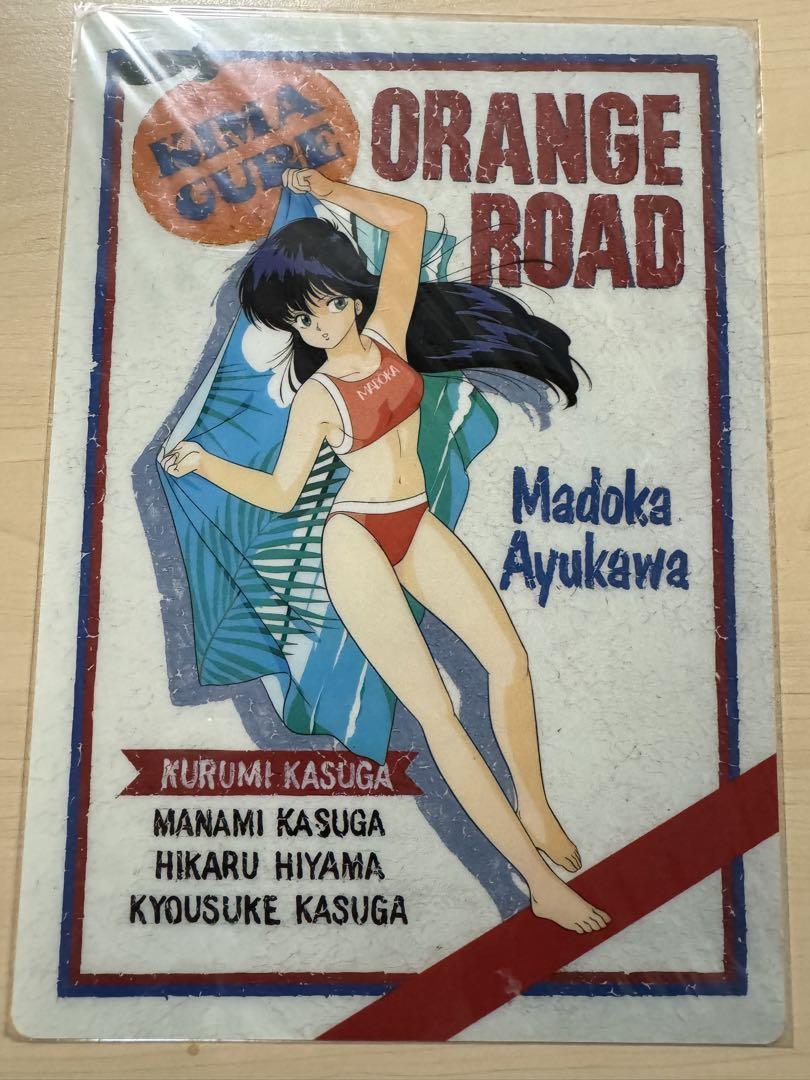 KIMA
GURE
ORANGE
ROAD
MADOKA
Madoka
Ayukawa
KURUMI KASUGA
MANAMI KASUGA
HIKARU HIYAMA
KYOUSUKE KASUGA